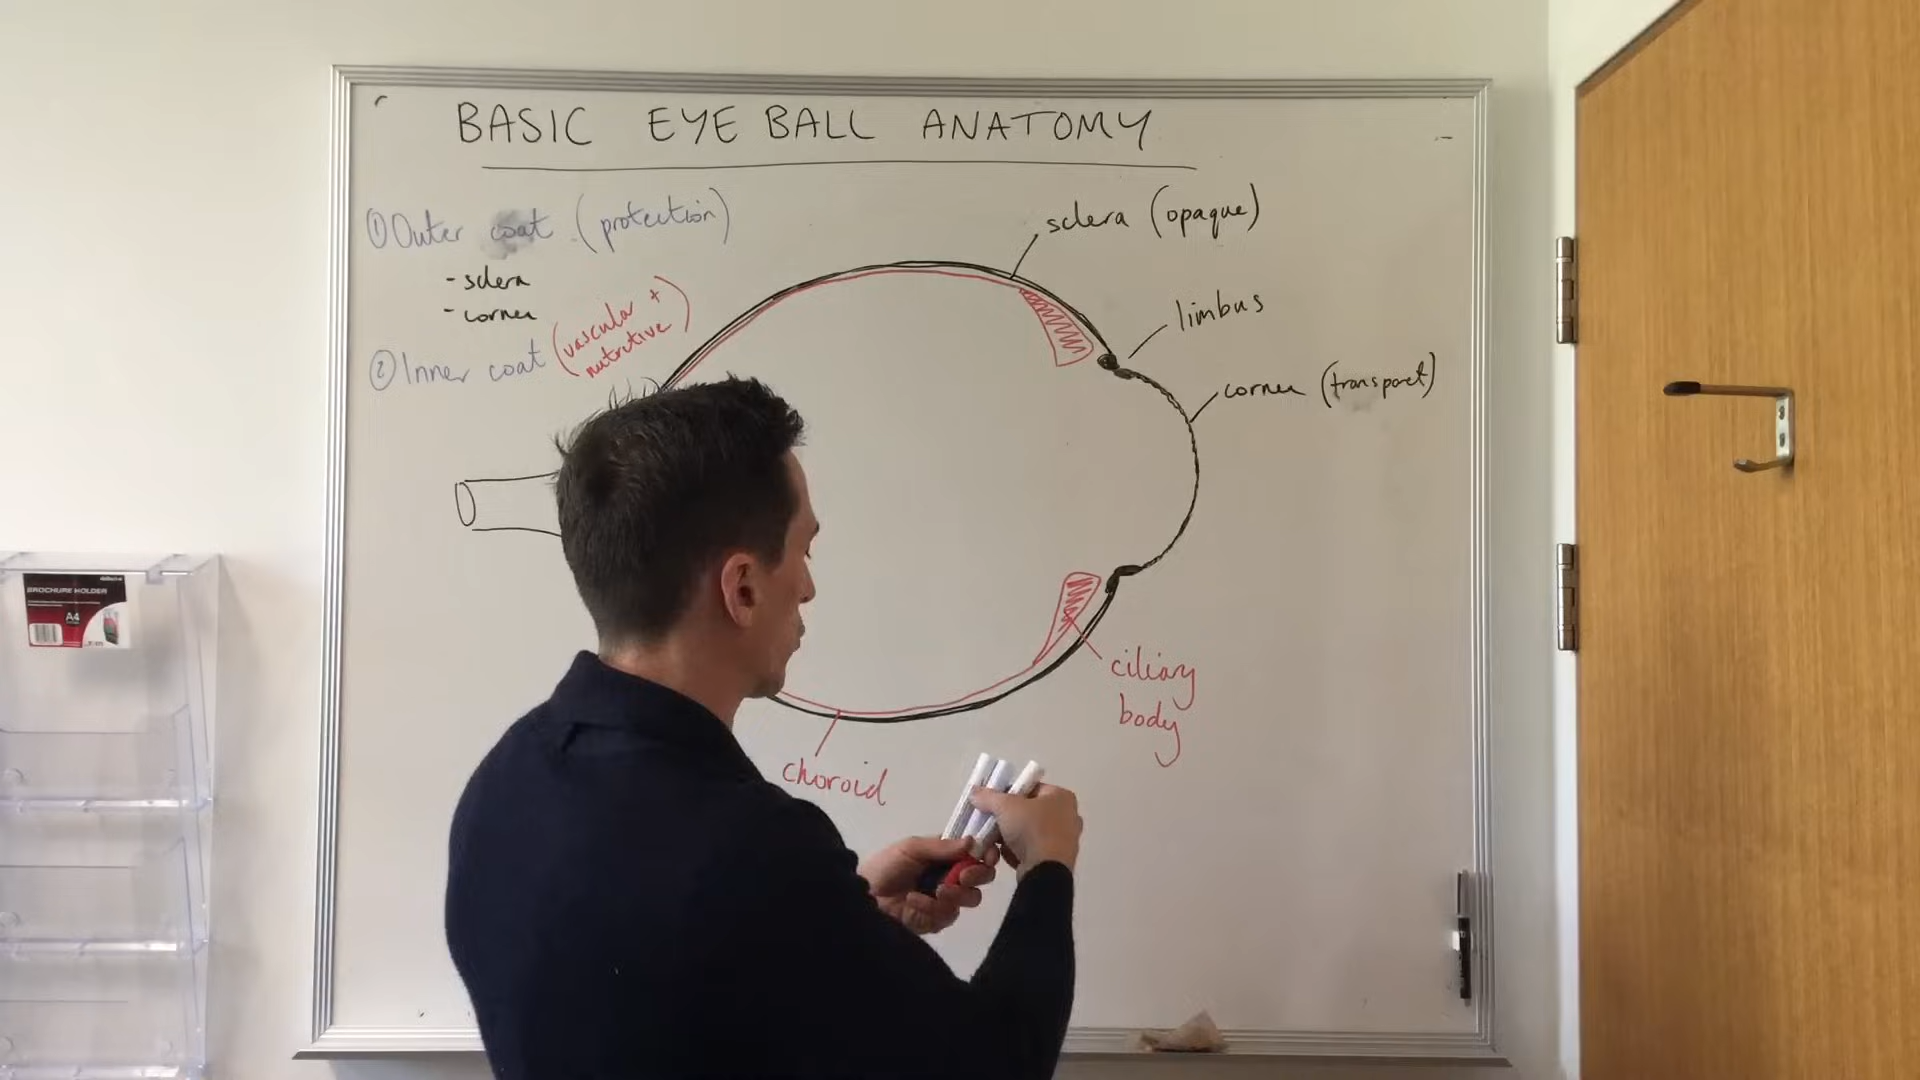 BASIC EYE BALL ANATOMY
① Outer coat (protection)
- sclera
- cornea
② Inner coat (vascular +
nutritive)
sclera (opaque)
limbus
cornea (transparet)
ciliary
body
choroid
BROCHURE HOLDER
A4